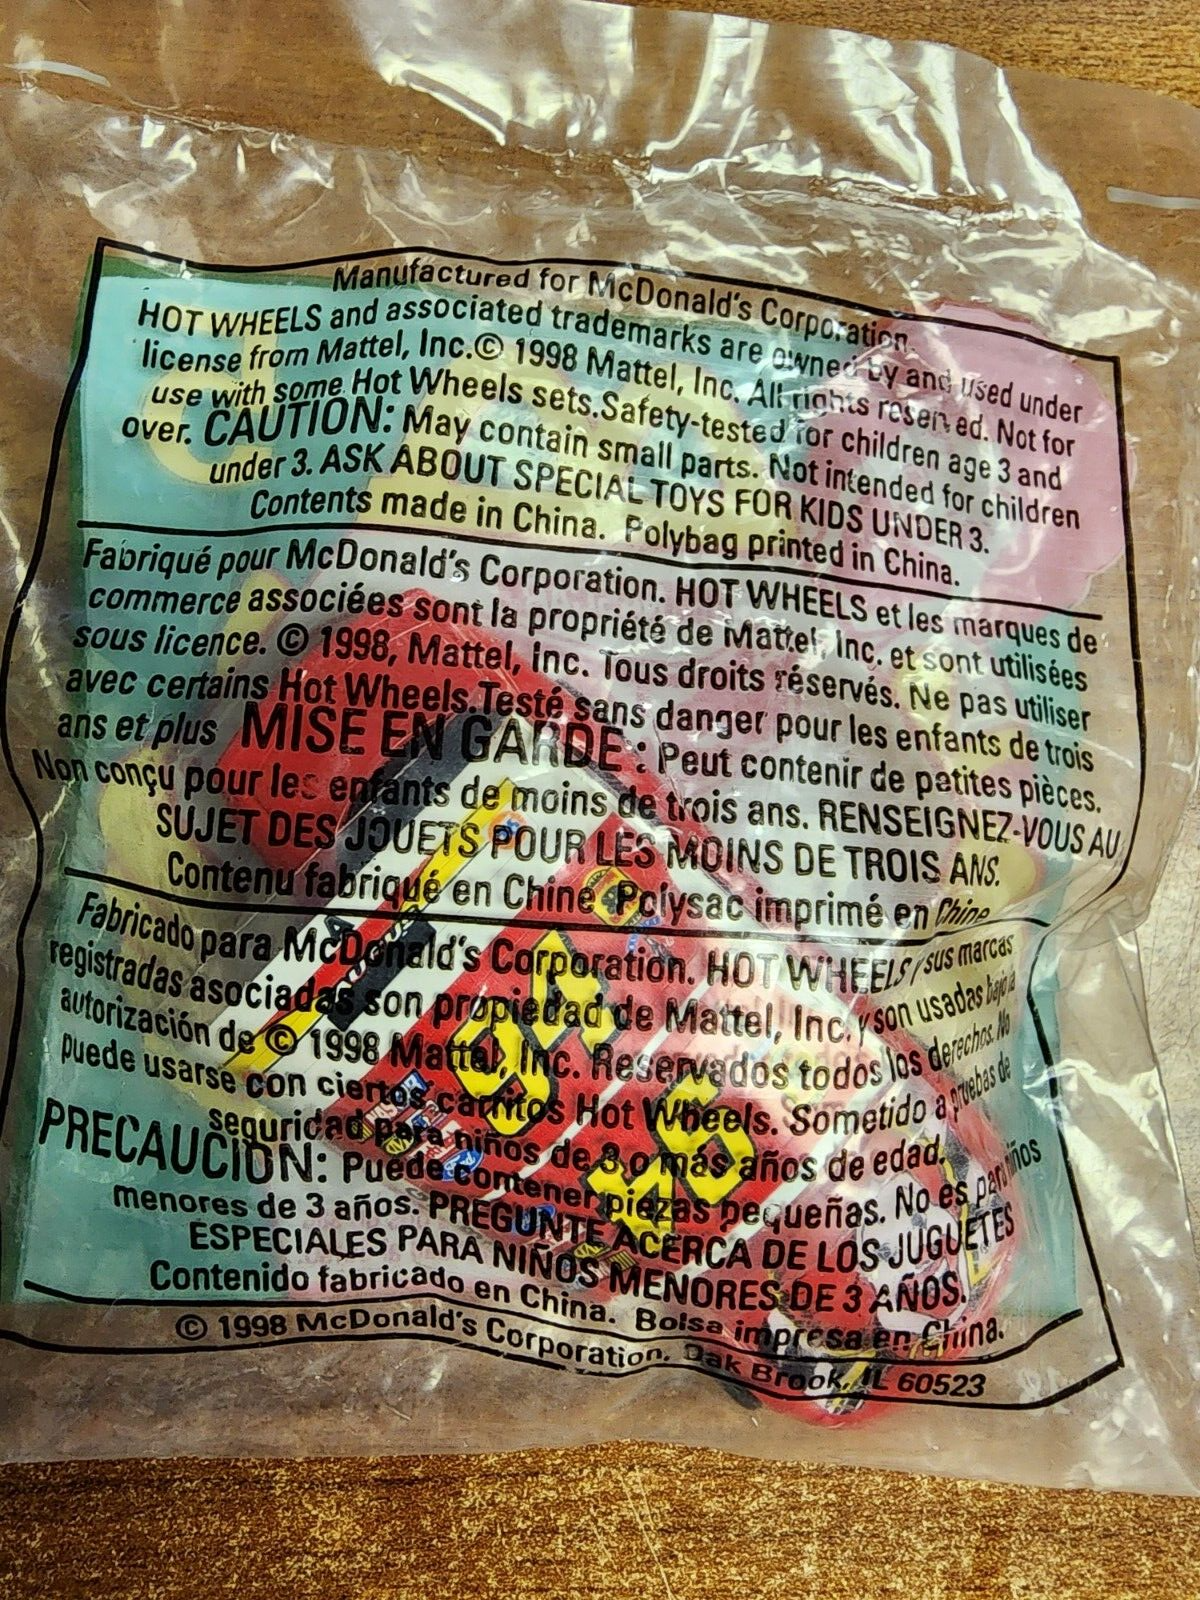 Manufactured for McDonald's Corporation.
HOT WHEELS and associated trademarks are owned by and used under
license from Mattel, Inc.© 1998 Mattel, Inc. All rights reserved. Not for
use with some Hot Wheels sets.Safety-tested for children age 3 and
over. CAUTION: May contain small parts. Not intended for children
under 3. ASK ABOUT SPECIAL TOYS FOR KIDS UNDER 3.
Contents made in China. Polybag printed in China.
Fabriqué pour McDonald's Corporation. HOT WHEELS et les marques de
commerce associées sont la propriété de Mattel, Inc. et sont utilisées
sous licence. © 1998, Mattel, Inc. Tous droits réservés. Ne pas utiliser
avec certains Hot Wheels.Testé sans danger pour les enfants de trois
ans et plus MISE EN GARDE : Peut contenir de petites pièces.
Non conçu pour les enfants de moins de trois ans. RENSEIGNEZ-VOUS AU
SUJET DES JOUETS POUR LES MOINS DE TROIS ANS.
Contenu fabriqué en Chine Polysac imprimé en Chine
Fabricado para McDonald's Corporation. HOT WHEELS y sus marcas
registradas asociadas son propiedad de Mattel, Inc. y son usadas bajo la
autorización de © 1998 Mattel, Inc. Reservados todos los derechos. No
puede usarse con ciertos carritos Hot Wheels. Sometido a pruebas de
seguridad para niños de 3 o más años de edad.
PRECAUCIÓN: Puede contener piezas pequeñas. No es para niños
menores de 3 años. PREGUNTE ACERCA DE LOS JUGUETES
ESPECIALES PARA NIÑOS MENORES DE 3 AÑOS.
Contenido fabricado en China. Bolsa impresa en China.
© 1998 McDonald's Corporation, Oak Brook, IL 60523
94